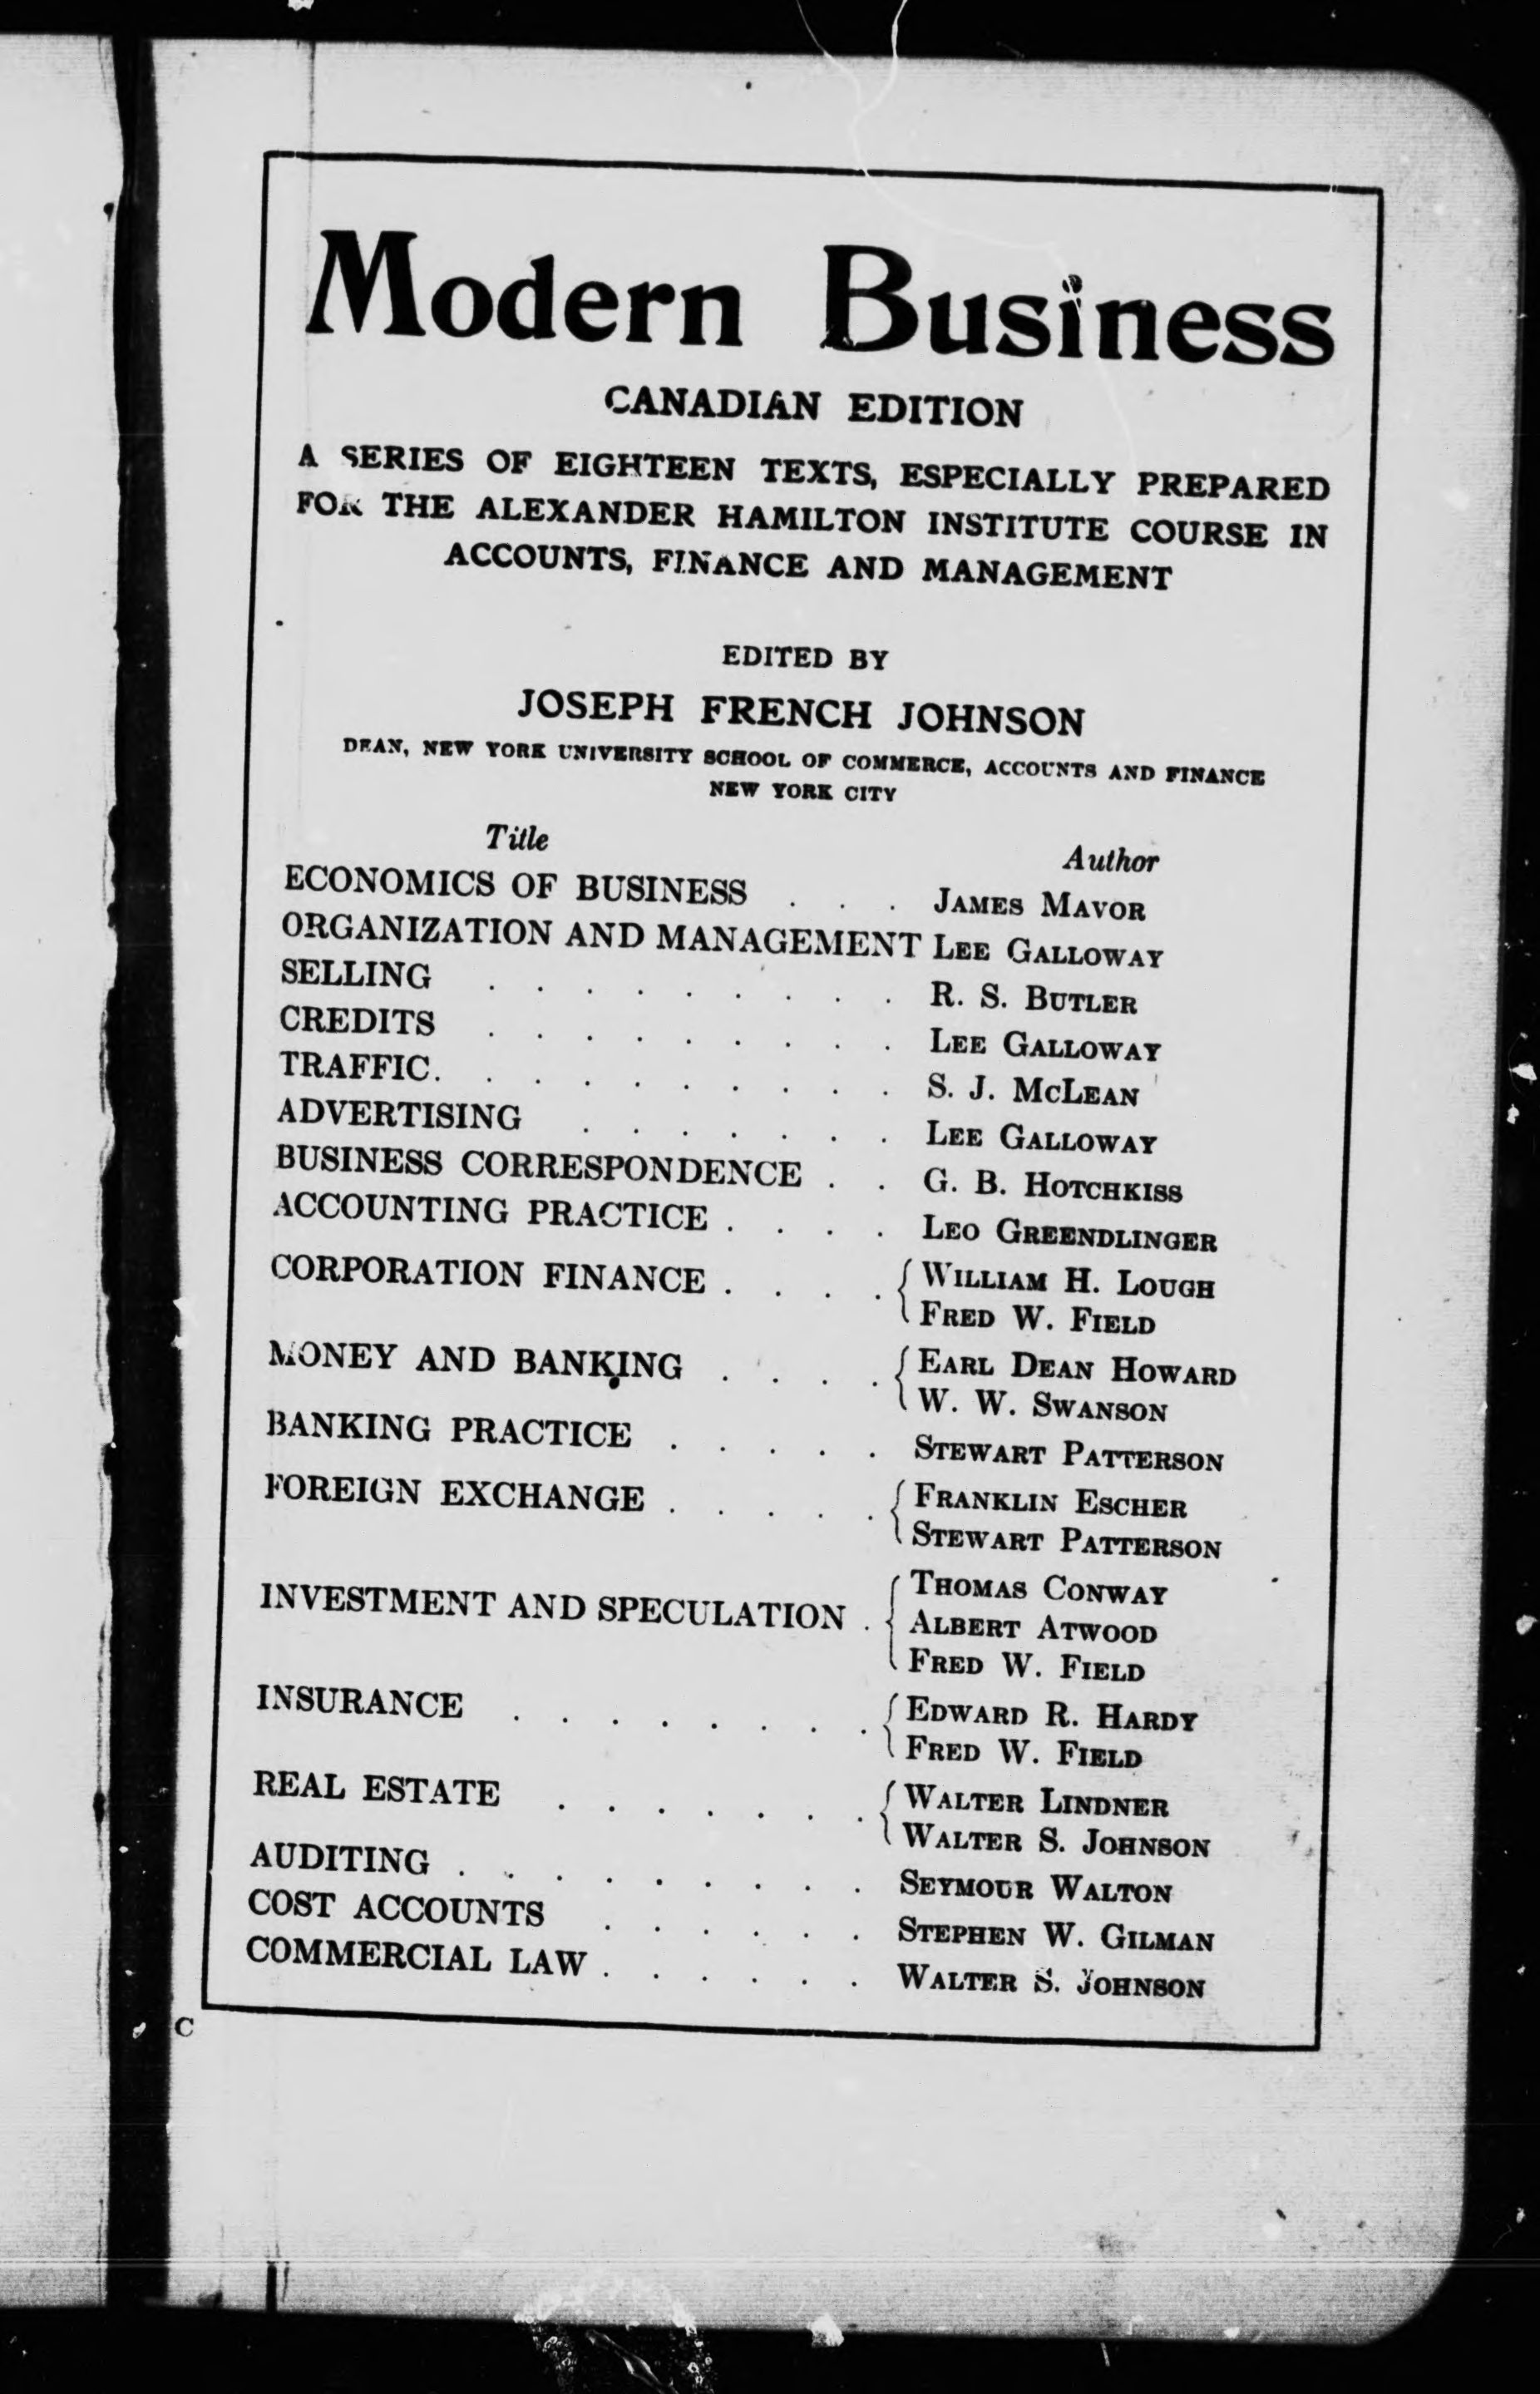 Modern Business
CANADIAN EDITION
A SERIES OF EIGHTEEN TEXTS, ESPECIALLY PREPARED
FOR THE ALEXANDER HAMILTON INSTITUTE COURSE IN
ACCOUNTS, FINANCE AND MANAGEMENT
EDITED BY
JOSEPH FRENCH JOHNSON
DEAN, NEW YORK UNIVERSITY SCHOOL OF COMMERCE, ACCOUNTS AND FINANCE
NEW YORK CITY
Title Author
ECONOMICS OF BUSINESS . . . JAMES MAVOR
ORGANIZATION AND MANAGEMENT LEE GALLOWAY
SELLING . . . . . . . . . R. S. BUTLER
CREDITS . . . . . . . . . LEE GALLOWAY
TRAFFIC. . . . . . . . . . S. J. MCLEAN
ADVERTISING . . . . . . . LEE GALLOWAY
BUSINESS CORRESPONDENCE . . G. B. HOTCHKISS
ACCOUNTING PRACTICE . . . . LEO GREENDLINGER
CORPORATION FINANCE . . . . { WILLIAM H. LOUGH
FRED W. FIELD
MONEY AND BANKING . . . . { EARL DEAN HOWARD
W. W. SWANSON
BANKING PRACTICE . . . . . STEWART PATTERSON
FOREIGN EXCHANGE . . . . . { FRANKLIN ESCHER
STEWART PATTERSON
THOMAS CONWAY
INVESTMENT AND SPECULATION . { ALBERT ATWOOD
FRED W. FIELD
INSURANCE . . . . . . . . { EDWARD R. HARDY
FRED W. FIELD
REAL ESTATE . . . . . . . { WALTER LINDNER
WALTER S. JOHNSON
AUDITING . . . . . . . . . SEYMOUR WALTON
COST ACCOUNTS . . . . . . STEPHEN W. GILMAN
COMMERCIAL LAW . . . . . . WALTER S. JOHNSON
C